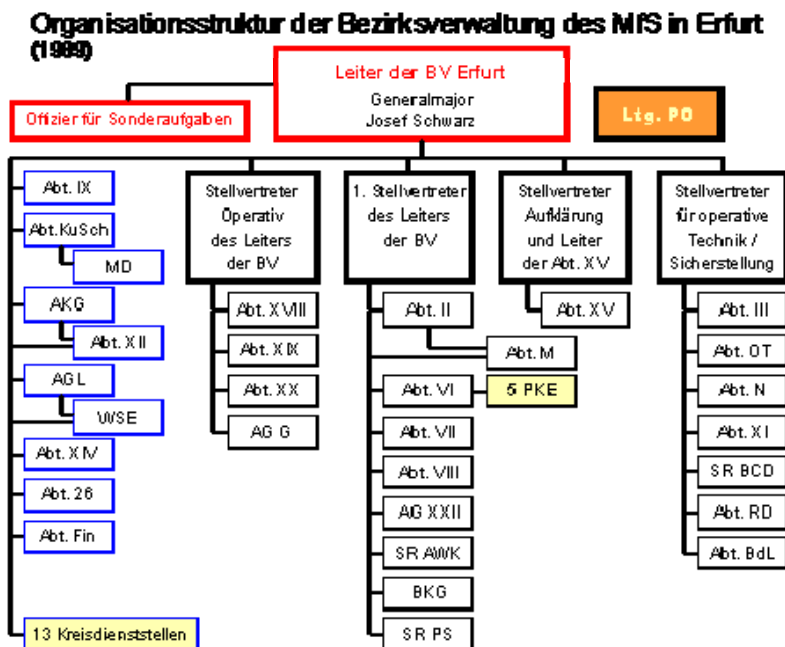 Organisationsstruktur der Bezirksverwaltung des MfS in Erfurt
(1989)
Leiter der BV Erfurt
Generalmajor
Josef Schwarz
Offizier für Sonderaufgaben
Ltg. PO
Abt. IX
Abt.KuSch
MD
AKG
Abt. XII
AGL
WSE
Abt. XIV
Abt. 26
Abt. Fin
13 Kreisdienststellen
Stellvertreter
Operativ
des Leiters
der BV
Abt. XVIII
Abt. XIX
Abt. XX
AG G
1. Stellvertreter
des Leiters
der BV
Abt. II
Abt. M
Abt. VI
5 PKE
Abt. VII
Abt. VIII
AG XXII
SR AWK
BKG
SR PS
Stellvertreter
Aufklärung
und Leiter
der Abt. XV
Abt. XV
Stellvertreter
für operative
Technik /
Sicherstellung
Abt. III
Abt. OT
Abt. N
Abt. XI
SR BCD
Abt. RD
Abt. BdL